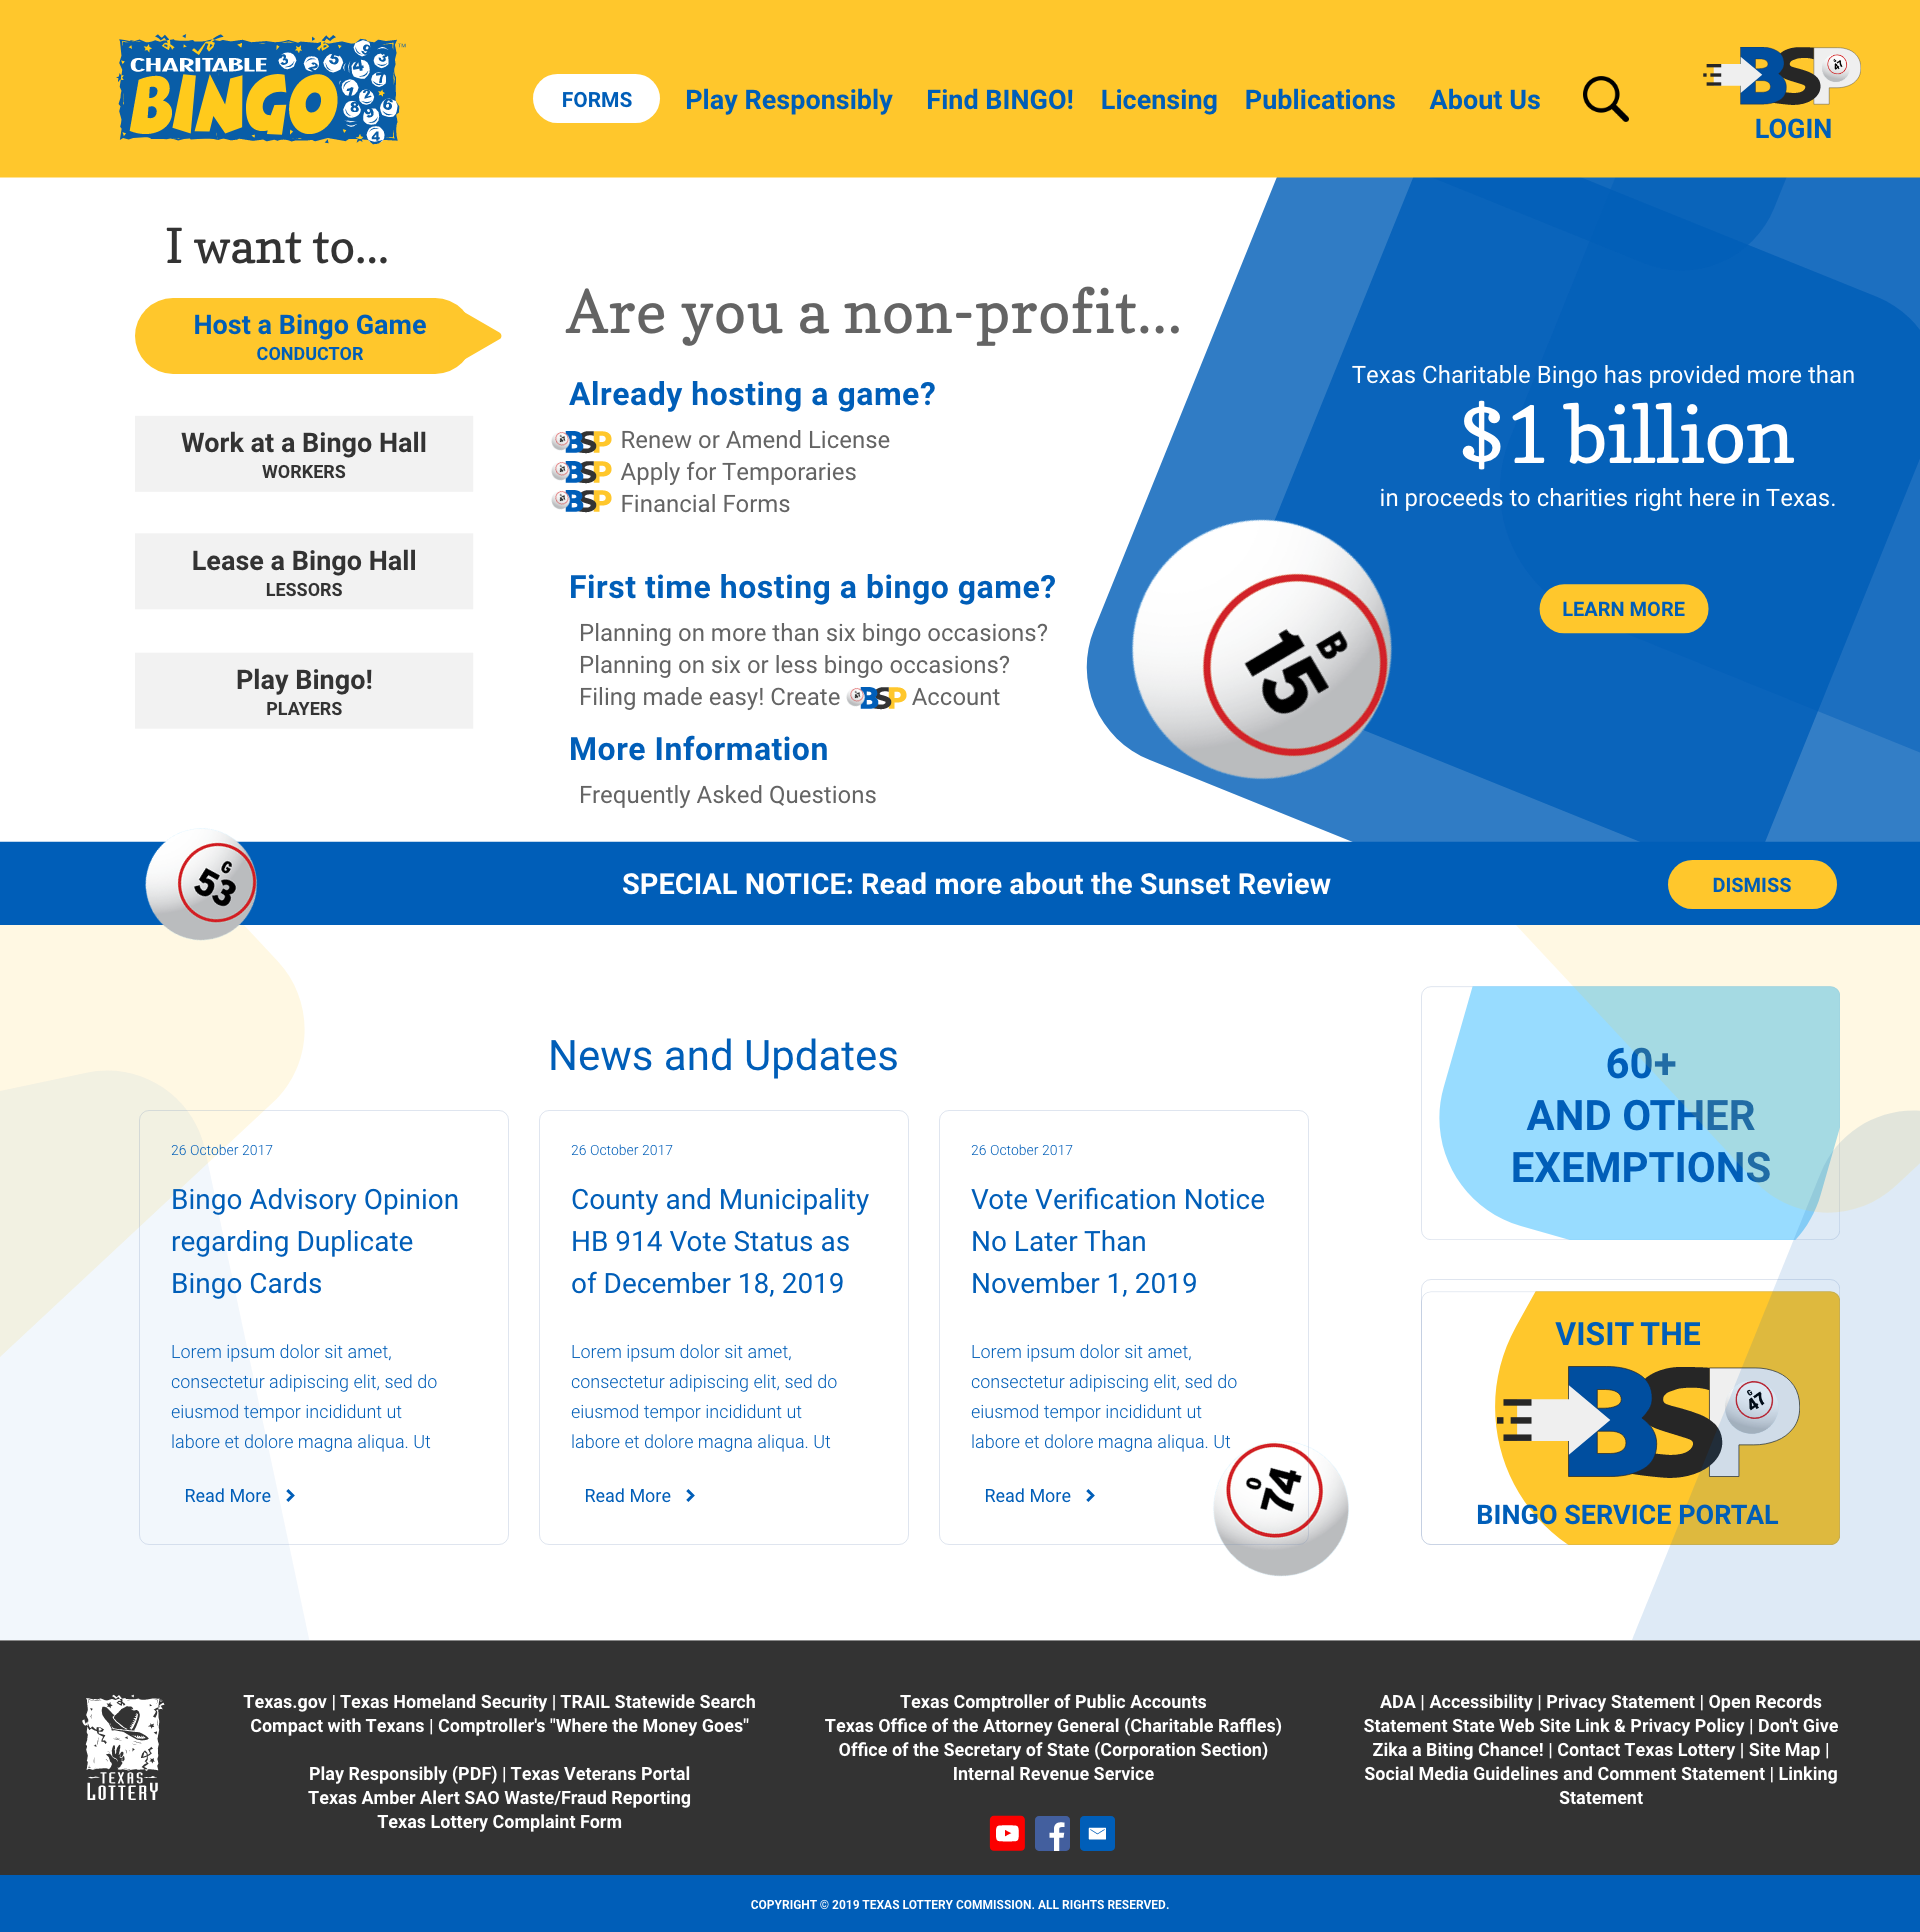 CHARITABLE
BINGO
™
FORMS
Play Responsibly
Find BINGO!
Licensing
Publications
About Us
BSP
LOGIN
I want to...
Host a Bingo Game
CONDUCTOR
Work at a Bingo Hall
WORKERS
Lease a Bingo Hall
LESSORS
Play Bingo!
PLAYERS
Are you a non-profit...
Already hosting a game?
BSP Renew or Amend License
BSP Apply for Temporaries
BSP Financial Forms
First time hosting a bingo game?
Planning on more than six bingo occasions?
Planning on six or less bingo occasions?
Filing made easy! Create BSP Account
More Information
Frequently Asked Questions
Texas Charitable Bingo has provided more than
$1 billion
in proceeds to charities right here in Texas.
LEARN MORE
B
15
G
53
SPECIAL NOTICE: Read more about the Sunset Review
DISMISS
News and Updates
26 October 2017
Bingo Advisory Opinion
regarding Duplicate
Bingo Cards
Lorem ipsum dolor sit amet,
consectetur adipiscing elit, sed do
eiusmod tempor incididunt ut
labore et dolore magna aliqua. Ut
Read More
26 October 2017
County and Municipality
HB 914 Vote Status as
of December 18, 2019
Lorem ipsum dolor sit amet,
consectetur adipiscing elit, sed do
eiusmod tempor incididunt ut
labore et dolore magna aliqua. Ut
Read More
26 October 2017
Vote Verification Notice
No Later Than
November 1, 2019
Lorem ipsum dolor sit amet,
consectetur adipiscing elit, sed do
eiusmod tempor incididunt ut
labore et dolore magna aliqua. Ut
Read More
O
74
60+
AND OTHER
EXEMPTIONS
VISIT THE
BSP
G
47
BINGO SERVICE PORTAL
TEXAS
LOTTERY
Texas.gov | Texas Homeland Security | TRAIL Statewide Search
Compact with Texans | Comptroller's "Where the Money Goes"
Play Responsibly (PDF) | Texas Veterans Portal
Texas Amber Alert SAO Waste/Fraud Reporting
Texas Lottery Complaint Form
Texas Comptroller of Public Accounts
Texas Office of the Attorney General (Charitable Raffles)
Office of the Secretary of State (Corporation Section)
Internal Revenue Service
ADA | Accessibility | Privacy Statement | Open Records
Statement State Web Site Link & Privacy Policy | Don't Give
Zika a Biting Chance! | Contact Texas Lottery | Site Map |
Social Media Guidelines and Comment Statement | Linking
Statement
COPYRIGHT © 2019 TEXAS LOTTERY COMMISSION. ALL RIGHTS RESERVED.